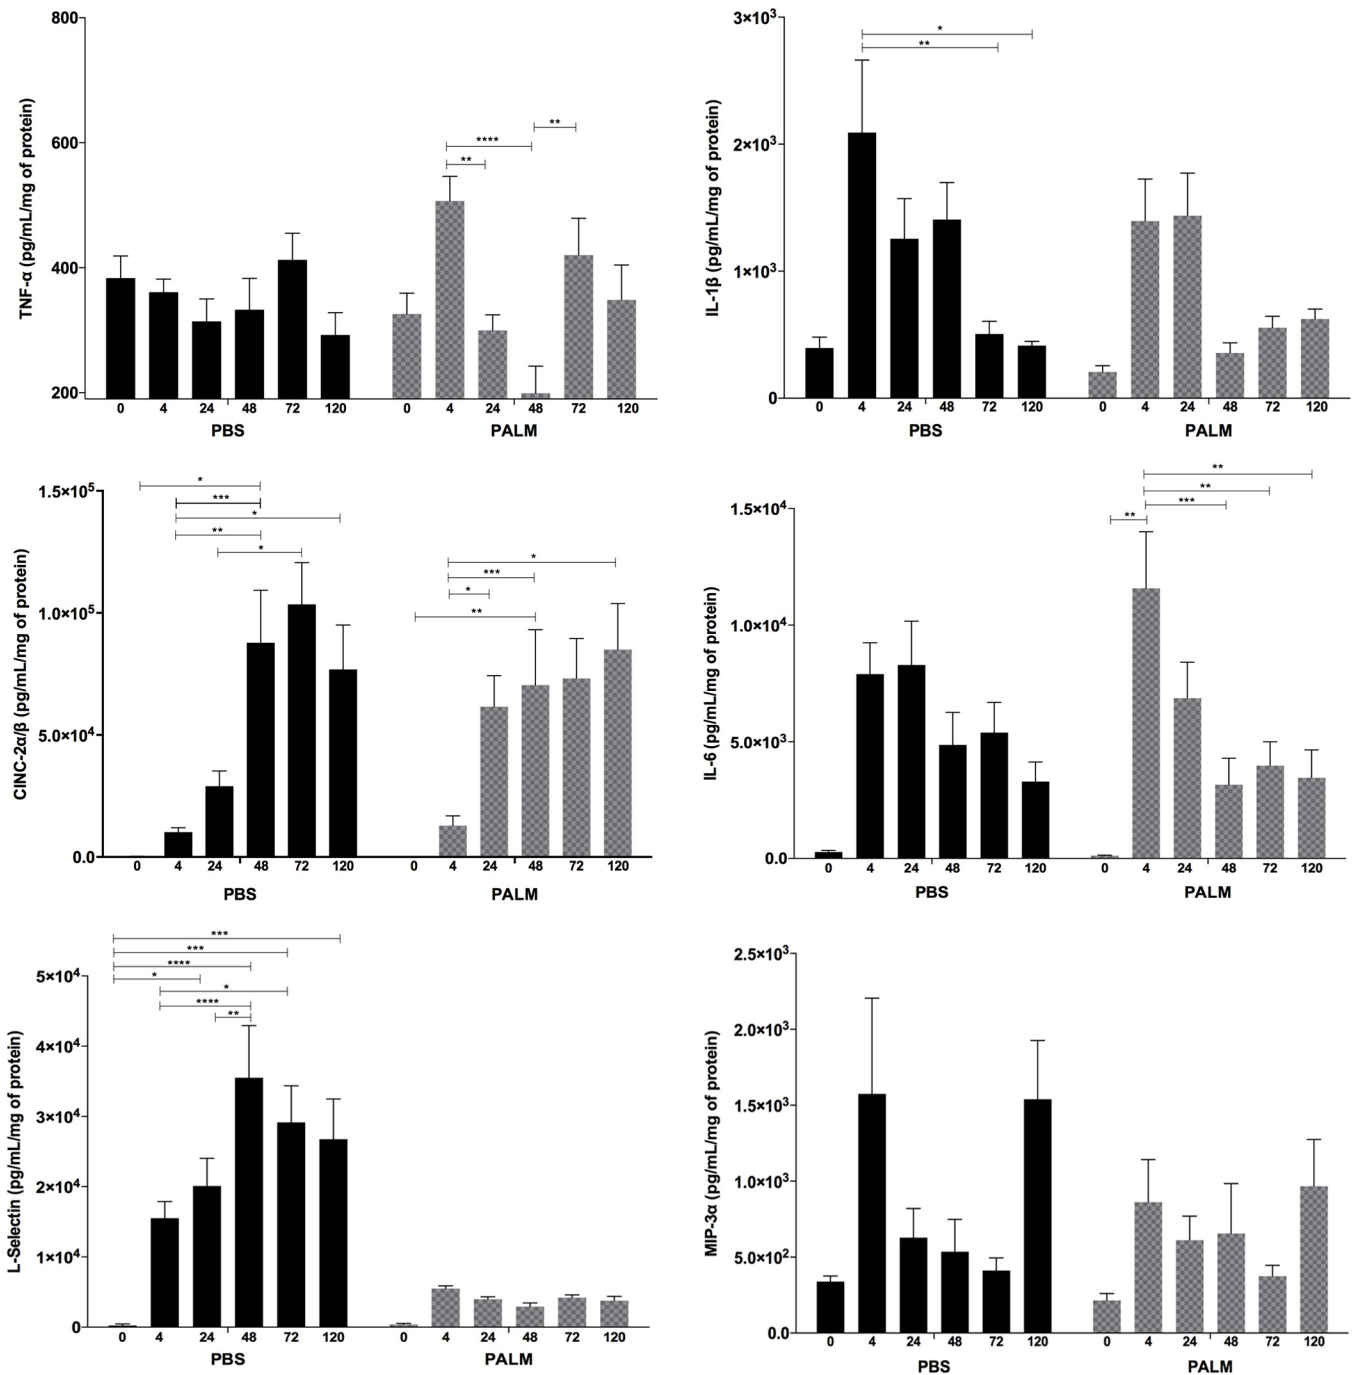 TNF-α (pg/mL/mg of protein)
800
600
400
200
**
****
**
0 4 24 48 72 120 0 4 24 48 72 120
PBS PALM
IL-1β (pg/mL/mg of protein)
3×10³
2×10³
1×10³
0
*
**
0 4 24 48 72 120 0 4 24 48 72 120
PBS PALM
CINC-2α/β (pg/mL/mg of protein)
1.5×10⁵
1.0×10⁵
5.0×10⁴
0.0
*
***
*
**
*
*
***
*
**
0 4 24 48 72 120 0 4 24 48 72 120
PBS PALM
IL-6 (pg/mL/mg of protein)
1.5×10⁴
1.0×10⁴
5.0×10³
0.0
**
**
***
**
0 4 24 48 72 120 0 4 24 48 72 120
PBS PALM
L-Selectin (pg/mL/mg of protein)
5×10⁴
4×10⁴
3×10⁴
2×10⁴
1×10⁴
0
***
***
****
*
*
****
**
0 4 24 48 72 120 0 4 24 48 72 120
PBS PALM
MIP-3α (pg/mL/mg of protein)
2.5×10³
2.0×10³
1.5×10³
1.0×10³
5.0×10²
0.0
0 4 24 48 72 120 0 4 24 48 72 120
PBS PALM